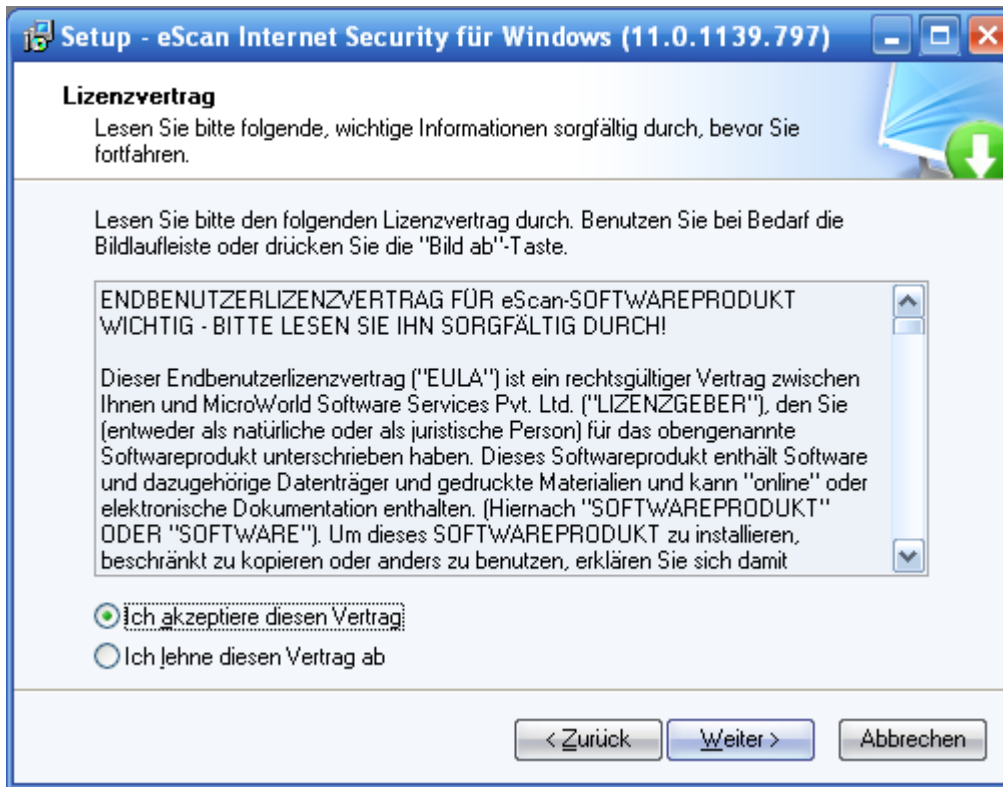 Setup - eScan Internet Security für Windows (11.0.1139.797)
Lizenzvertrag
Lesen Sie bitte folgende, wichtige Informationen sorgfältig durch, bevor Sie
fortfahren.
Lesen Sie bitte den folgenden Lizenzvertrag durch. Benutzen Sie bei Bedarf die
Bildlaufleiste oder drücken Sie die "Bild ab"-Taste.
ENDBENUTZERLIZENZVERTRAG FÜR eScan-SOFTWAREPRODUKT
WICHTIG - BITTE LESEN SIE IHN SORGFÄLTIG DURCH!
Dieser Endbenutzerlizenzvertrag ("EULA") ist ein rechtsgültiger Vertrag zwischen
Ihnen und MicroWorld Software Services Pvt. Ltd. ("LIZENZGEBER"), den Sie
(entweder als natürliche oder als juristische Person) für das obengenannte
Softwareprodukt unterschrieben haben. Dieses Softwareprodukt enthält Software
und dazugehörige Datenträger und gedruckte Materialien und kann "online" oder
elektronische Dokumentation enthalten. (Hiernach "SOFTWAREPRODUKT"
ODER "SOFTWARE"). Um dieses SOFTWAREPRODUKT zu installieren,
beschränkt zu kopieren oder anders zu benutzen, erklären Sie sich damit
Ich akzeptiere diesen Vertrag
Ich lehne diesen Vertrag ab
< Zurück
Weiter >
Abbrechen